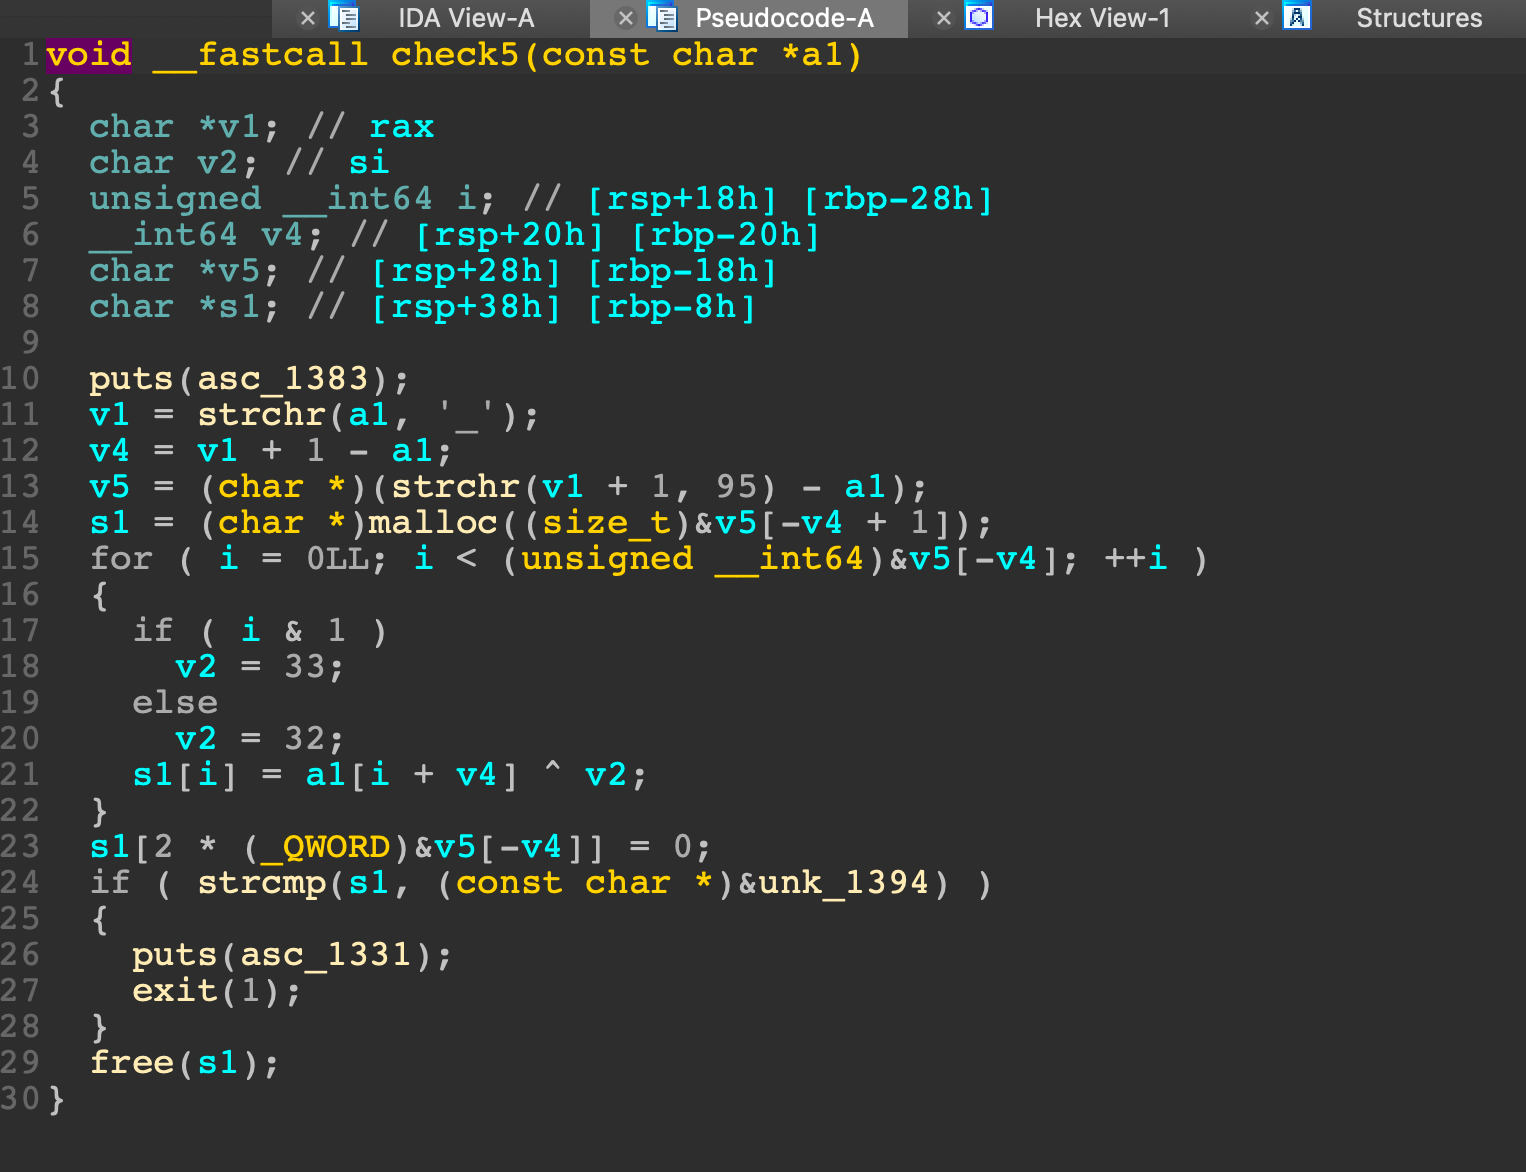 IDA View-A Pseudocode-A Hex View-1 Structures
1 void __fastcall check5(const char *a1)
2 {
3   char *v1; // rax
4   char v2; // si
5   unsigned __int64 i; // [rsp+18h] [rbp-28h]
6   __int64 v4; // [rsp+20h] [rbp-20h]
7   char *v5; // [rsp+28h] [rbp-18h]
8   char *s1; // [rsp+38h] [rbp-8h]
9
10   puts(asc_1383);
11   v1 = strchr(a1, '_');
12   v4 = v1 + 1 - a1;
13   v5 = (char *)(strchr(v1 + 1, 95) - a1);
14   s1 = (char *)malloc((size_t)&v5[-v4 + 1]);
15   for ( i = 0LL; i < (unsigned __int64)&v5[-v4]; ++i )
16   {
17     if ( i & 1 )
18       v2 = 33;
19     else
20       v2 = 32;
21     s1[i] = a1[i + v4] ^ v2;
22   }
23   s1[2 * (_QWORD)&v5[-v4]] = 0;
24   if ( strcmp(s1, (const char *)&unk_1394) )
25   {
26     puts(asc_1331);
27     exit(1);
28   }
29   free(s1);
30 }